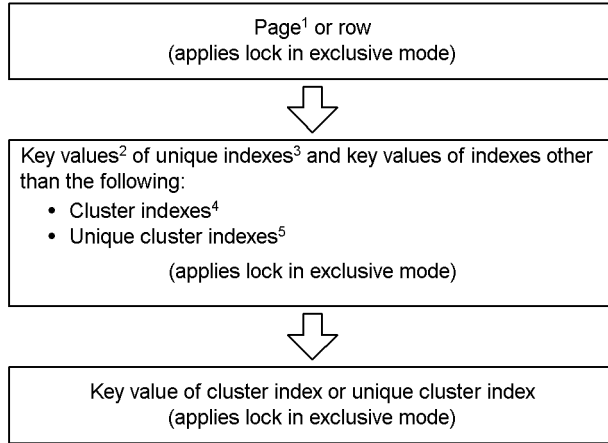 Page¹ or row
(applies lock in exclusive mode)
Key values² of unique indexes³ and key values of indexes other
than the following:
• Cluster indexes⁴
• Unique cluster indexes⁵
(applies lock in exclusive mode)
Key value of cluster index or unique cluster index
(applies lock in exclusive mode)